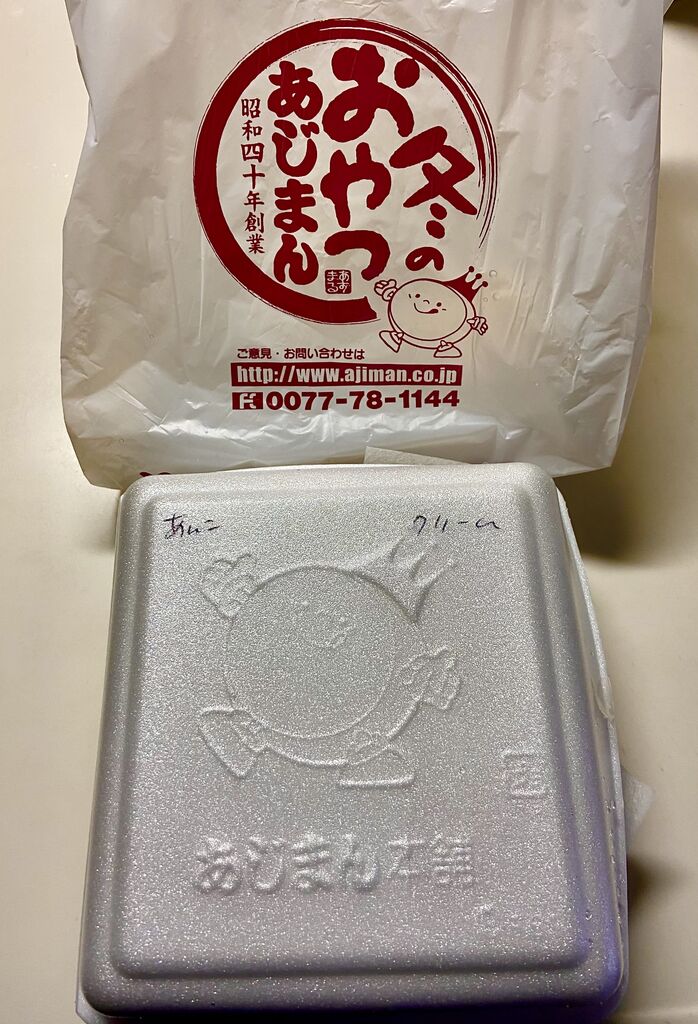 冬の
おやつ
あじまん
昭和四十年創業
あずまる
ご意見・お問い合わせは
http://www.ajiman.co.jp
0077-78-1144
あんこ
クリーム
あじまん本舗